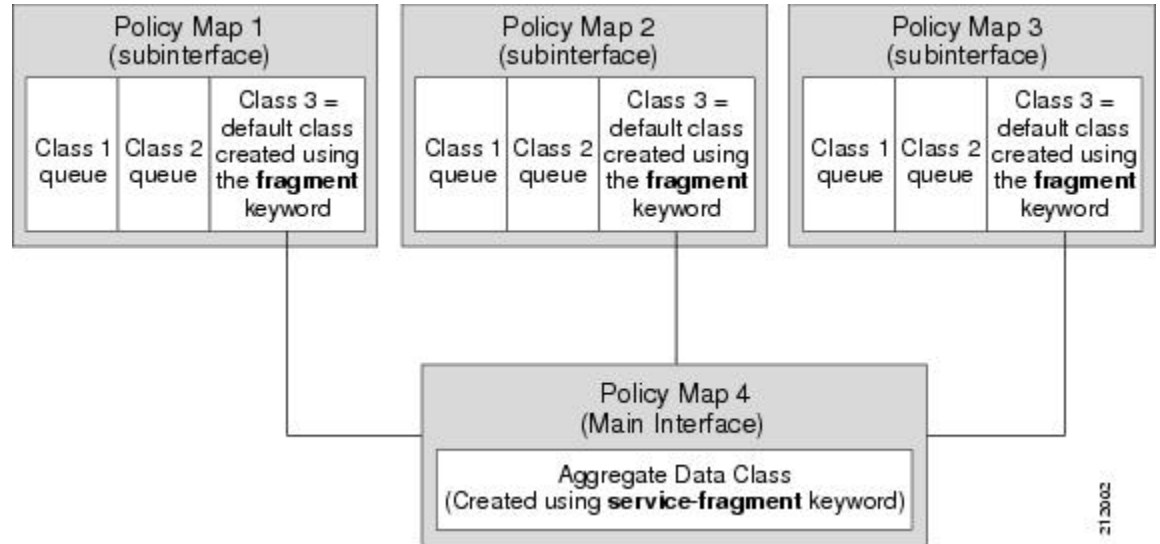 Policy Map 1
(subinterface)
Class 1
queue
Class 2
queue
Class 3 =
default class
created using
the fragment
keyword
Policy Map 2
(subinterface)
Class 1
queue
Class 2
queue
Class 3 =
default class
created using
the fragment
keyword
Policy Map 3
(subinterface)
Class 1
queue
Class 2
queue
Class 3 =
default class
created using
the fragment
keyword
Policy Map 4
(Main Interface)
Aggregate Data Class
(Created using service-fragment keyword)
212002